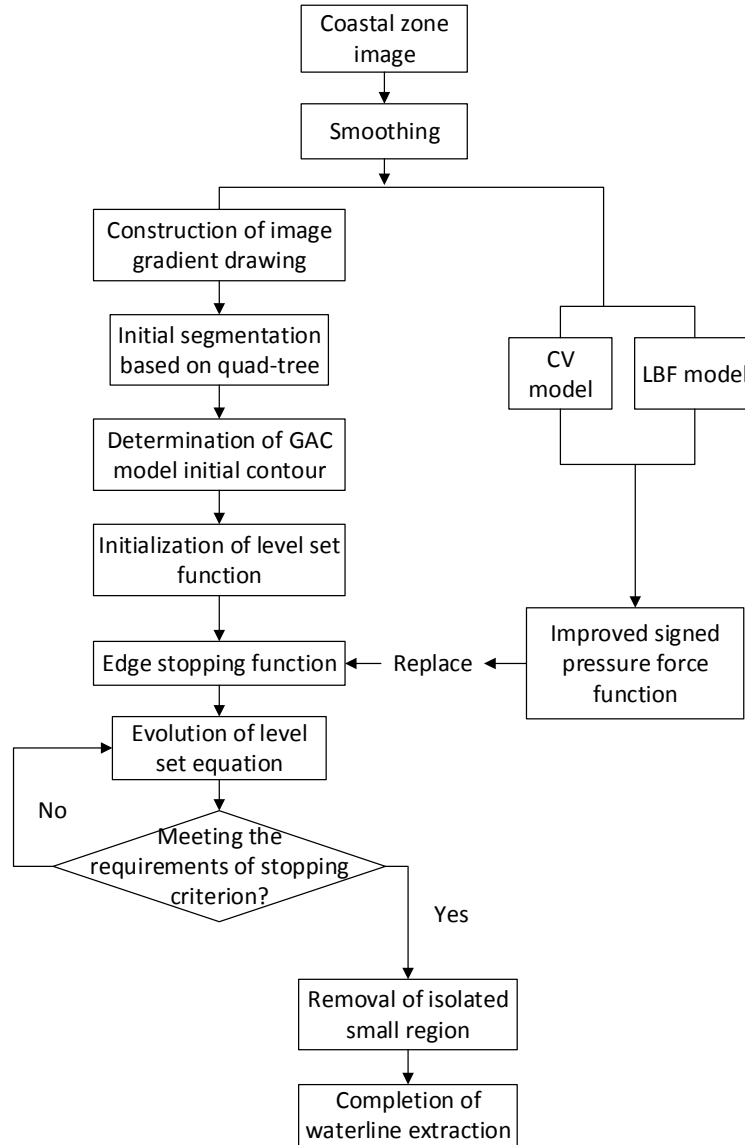 Coastal zone
image
Smoothing
Construction of image
gradient drawing
Initial segmentation
based on quad-tree
CV
model
LBF model
Determination of GAC
model initial contour
Initialization of level set
function
Edge stopping function
Replace
Improved signed
pressure force
function
Evolution of level
set equation
No
Meeting the
requirements of stopping
criterion?
Yes
Removal of isolated
small region
Completion of
waterline extraction